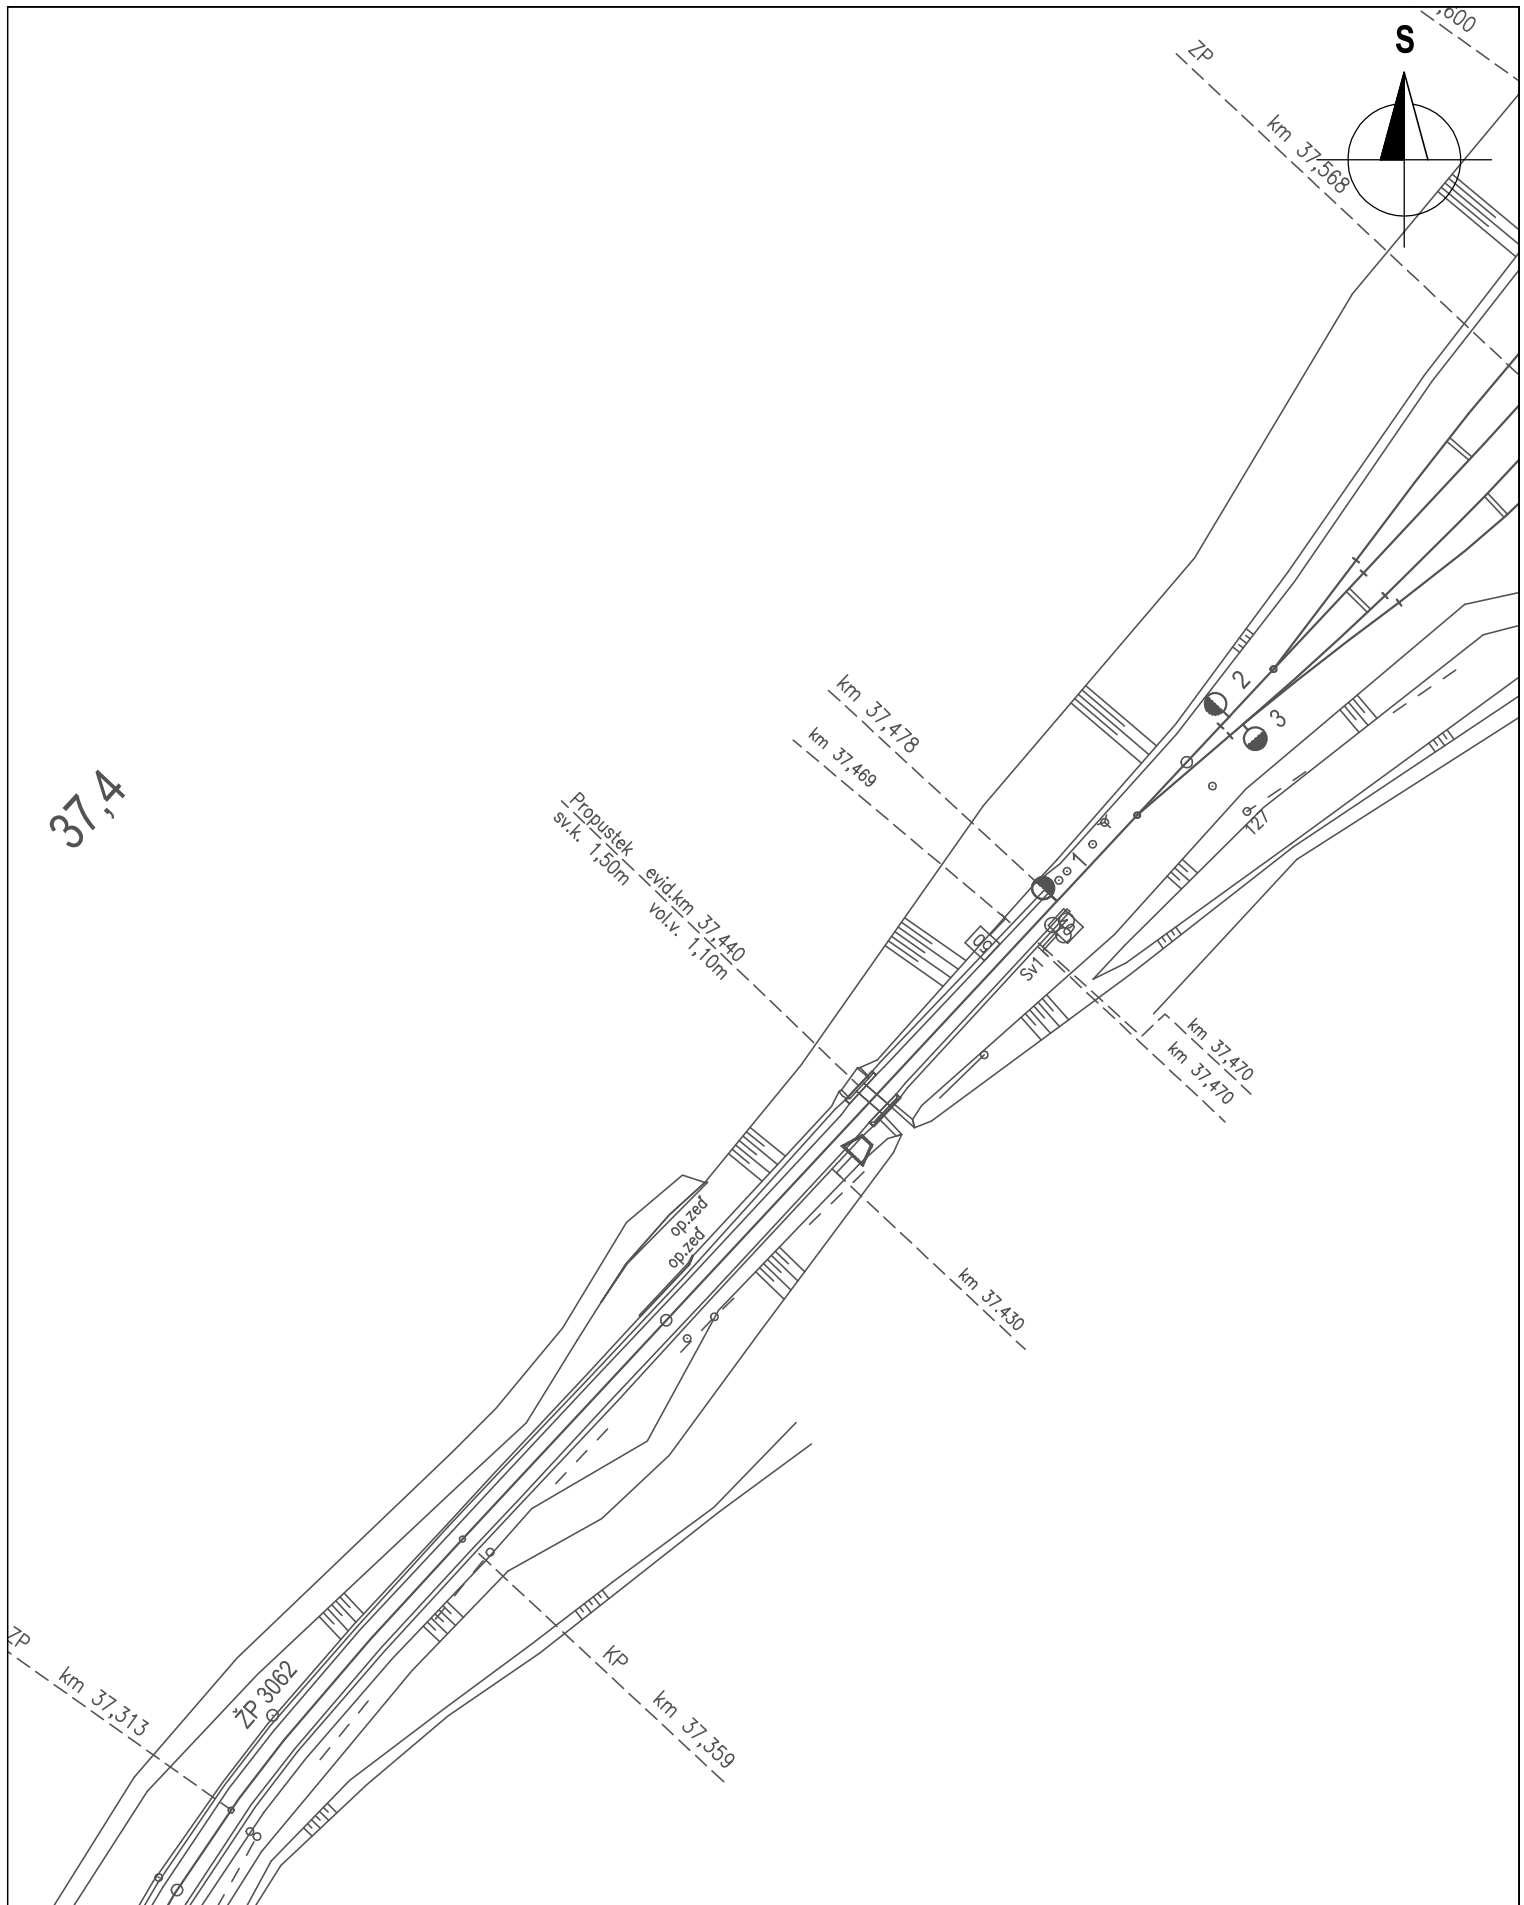 ,600
S
ZP
km 37,568
km 37,478
2
3
km 37,469
37,4
Propustek evid.km 37,440
sv.k. 1,50m vol.v. 1,10m
127
1
60
Sv1
km 37,470
km 37,470
op.zeď
op.zeď
km 37.430
KP km 37,359
ŽP 3062
ZP km 37,313